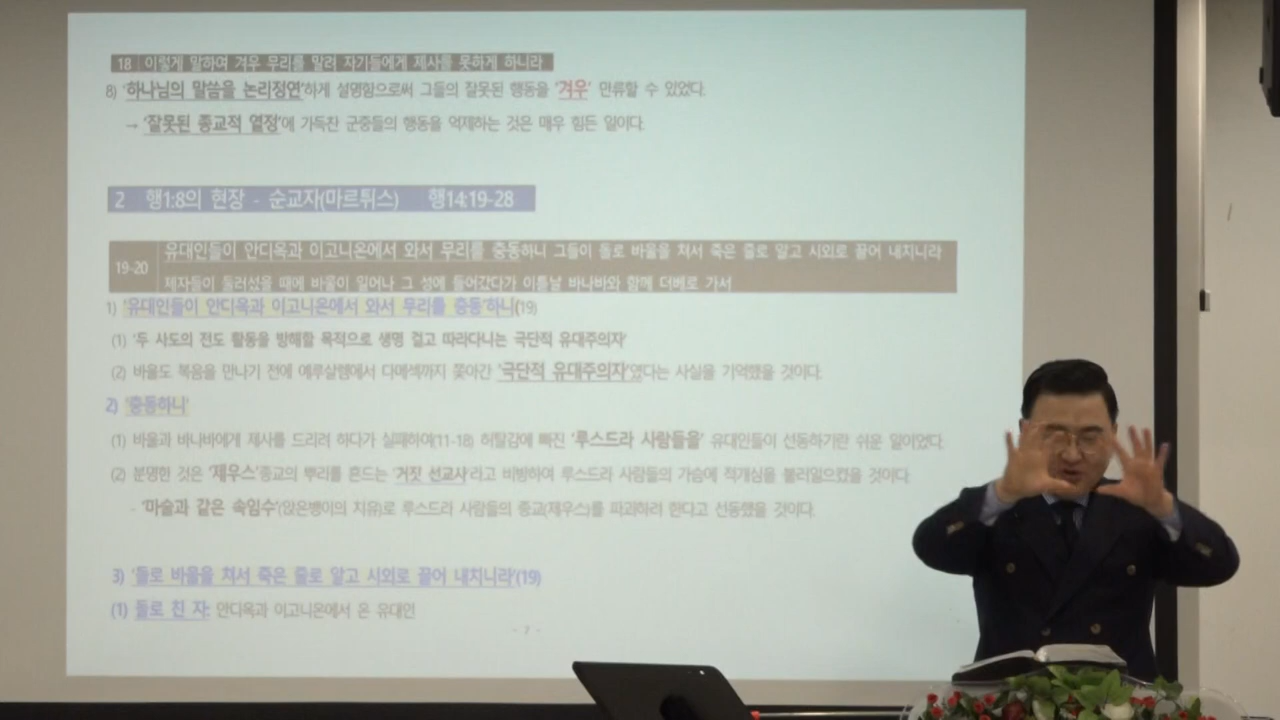 18 이렇게 말하여 겨우 무리를 말려 자기들에게 제사를 못하게 하니라
8) '하나님의 말씀을 논리정연'하게 설명함으로써 그들의 잘못된 행동을 '겨우' 만류할 수 있었다.
→ '잘못된 종교적 열정'에 가득찬 군중들의 행동을 억제하는 것은 매우 힘든 일이다.
2 행1:8의 현장 - 순교자(마르튀스) 행14:19-28
19-20 유대인들이 안디옥과 이고니온에서 와서 무리를 충동하니 그들이 돌로 바울을 쳐서 죽은 줄로 알고 시외로 끌어 내치니라
제자들이 둘러섰을 때에 바울이 일어나 그 성에 들어갔다가 이튿날 바나바와 함께 더베로 가서
1) '유대인들이 안디옥과 이고니온에서 와서 무리를 충동'하니(19)
(1) '두 사도의 전도 활동을 방해할 목적으로 생명 걸고 따라다니는 극단적 유대주의자'
(2) 바울도 복음을 만나기 전에 예루살렘에서 다메섹까지 쫓아간 '극단적 유대주의자'였다는 사실을 기억했을 것이다.
2) '충동하니'
(1) 바울과 바나바에게 제사를 드리려 하다가 실패하여(11-18) 허탈감에 빠진 '루스드라 사람들을' 유대인들이 선동하기란 쉬운 일이었다.
(2) 분명한 것은 '제우스'종교의 뿌리를 흔드는 '거짓 선교사'라고 비방하여 루스드라 사람들의 가슴에 적개심을 불러일으켰을 것이다.
- '마술과 같은 속임수'(앉은뱅이의 치유)로 루스드라 사람들의 종교(제우스)를 파괴하려 한다고 선동했을 것이다.
3) '돌로 바울을 쳐서 죽은 줄로 알고 시외로 끌어 내치니라'(19)
(1) 돌로 친 자: 안디옥과 이고니온에서 온 유대인
- 7 -